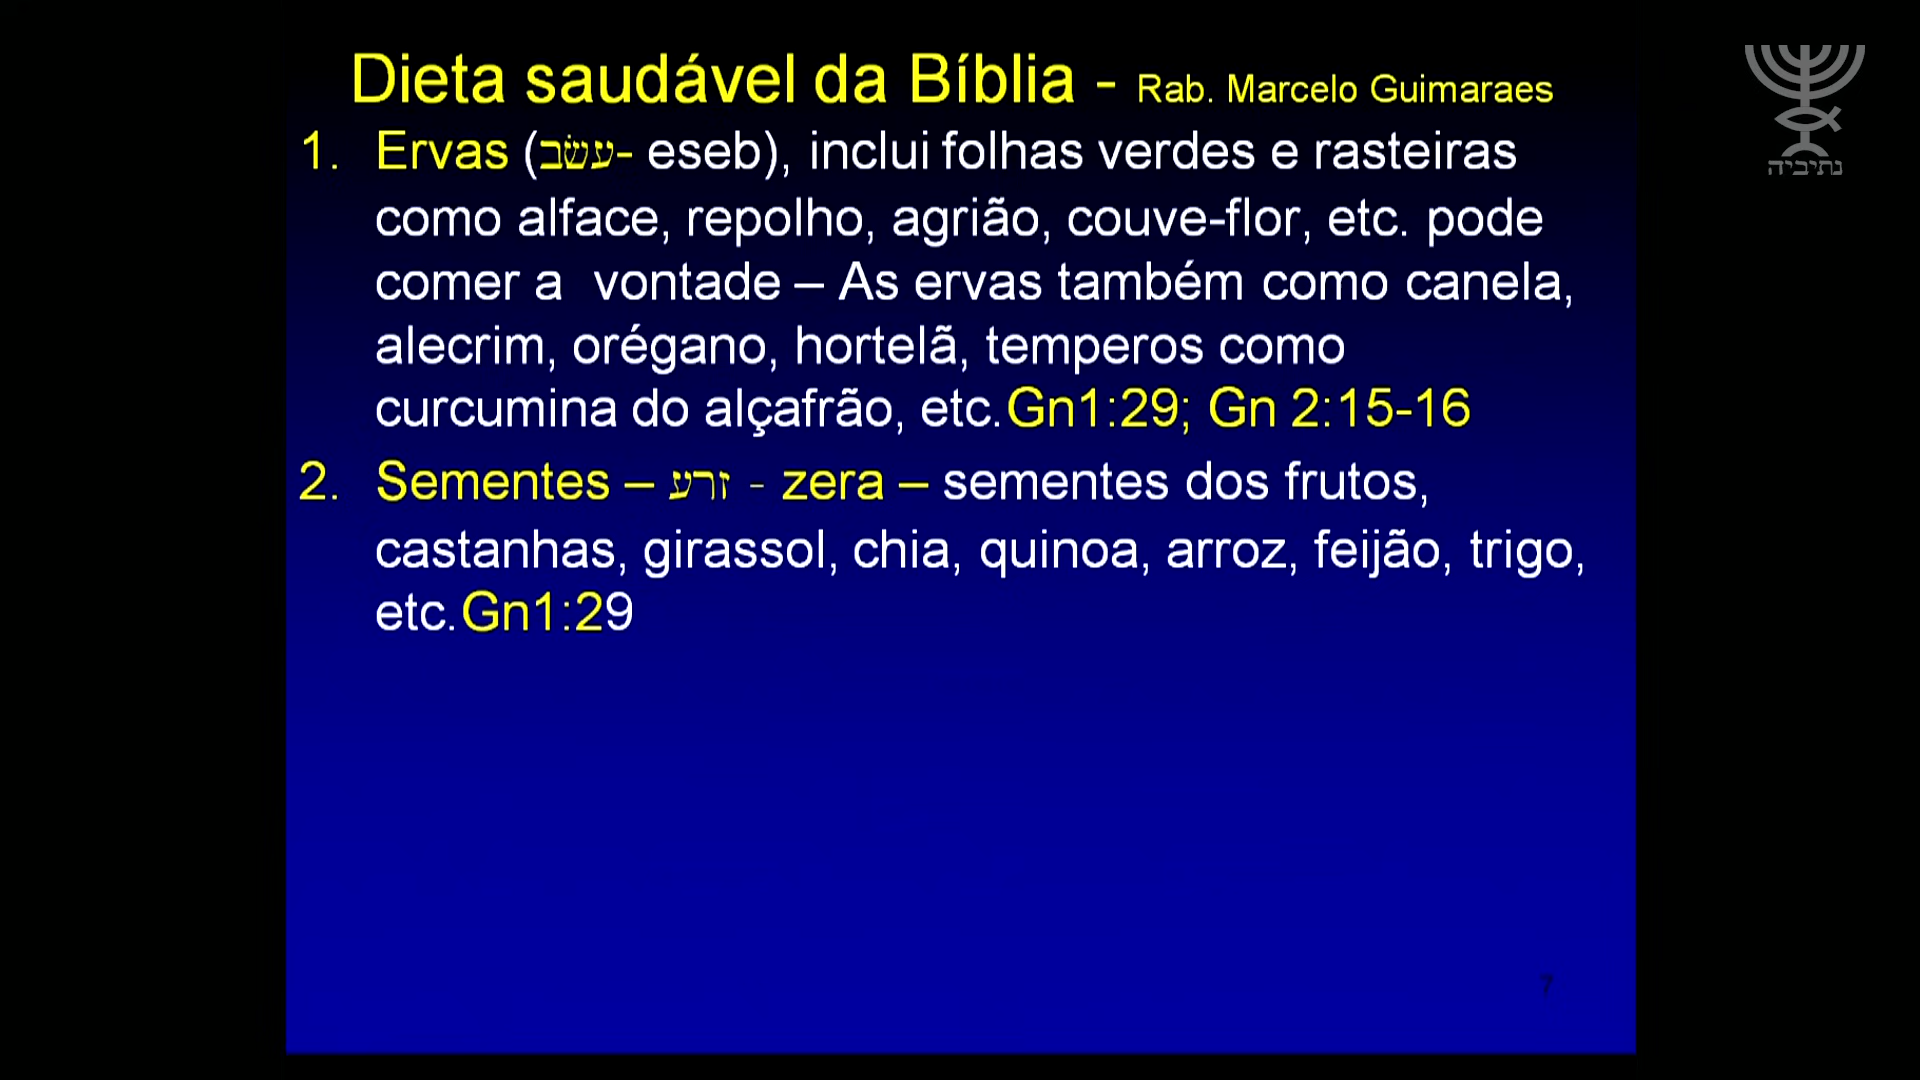 Dieta saudável da Bíblia - Rab. Marcelo Guimaraes
1. Ervas (עשׂב- eseb), inclui folhas verdes e rasteiras
como alface, repolho, agrião, couve-flor, etc. pode
comer a  vontade – As ervas também como canela,
alecrim, orégano, hortelã, temperos como
curcumina do alçafrão, etc.Gn1:29; Gn 2:15-16
2. Sementes – זרע - zera – sementes dos frutos,
castanhas, girassol, chia, quinoa, arroz, feijão, trigo,
etc.Gn1:29
7
נתיביה